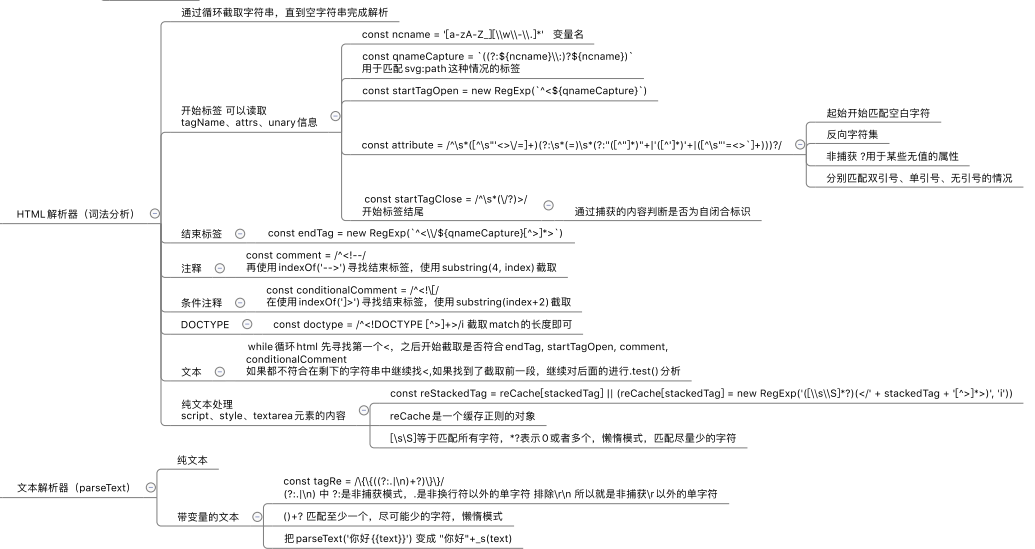 通过循环截取字符串，直到空字符串完成解析
const ncname = '[a-zA-Z_][\\w\\-\\.]*' 变量名
const qnameCapture = `((?:${ncname}\\:)?${ncname})`
用于匹配svg:path这种情况的标签
const startTagOpen = new RegExp(`^<${qnameCapture}`)
开始标签 可以读取
tagName、attrs、unary信息
const attribute = /^\s*([^\s"'<>\/=]+)(?:\s*(=)\s*(?:"([^"]*)"+|'([^']*)'+|([^\s"'=<>`]+)))?/
起始开始匹配空白字符
反向字符集
非捕获 ?用于某些无值的属性
分别匹配双引号、单引号、无引号的情况
const startTagClose = /^\s*(\/?)>/
开始标签结尾
通过捕获的内容判断是否为自闭合标识
HTML解析器（词法分析）
结束标签
const endTag = new RegExp(`^<\\/${qnameCapture}[^>]*>`)
注释
const comment = /^<!--/
再使用indexOf('-->')寻找结束标签，使用substring(4, index)截取
条件注释
const conditionalComment = /^<!\[/
在使用indexOf(']>')寻找结束标签，使用substring(index+2)截取
DOCTYPE
const doctype = /^<!DOCTYPE [^>]+>/i 截取match的长度即可
文本
while循环html 先寻找第一个<，之后开始截取是否符合endTag, startTagOpen, comment,
conditionalComment
如果都不符合在剩下的字符串中继续找<,如果找到了截取前一段，继续对后面的进行.test()分析
纯文本处理
script、style、textarea元素的内容
const reStackedTag = reCache[stackedTag] || (reCache[stackedTag] = new RegExp('([\\s\\S]*?)(</' + stackedTag + '[^>]*>)', 'i'))
reCache是一个缓存正则的对象
[\s\S]等于匹配所有字符，*?表示0或者多个，懒惰模式，匹配尽量少的字符
文本解析器（parseText）
纯文本
带变量的文本
const tagRe = /\{\{((?:.|\n)+?)\}\}/
(?:.|\n) 中 ?:是非捕获模式，.是非换行符以外的单字符 排除\r\n 所以就是非捕获\r以外的单字符
()+? 匹配至少一个，尽可能少的字符，懒惰模式
把parseText('你好{{text}}') 变成 "你好"+_s(text)